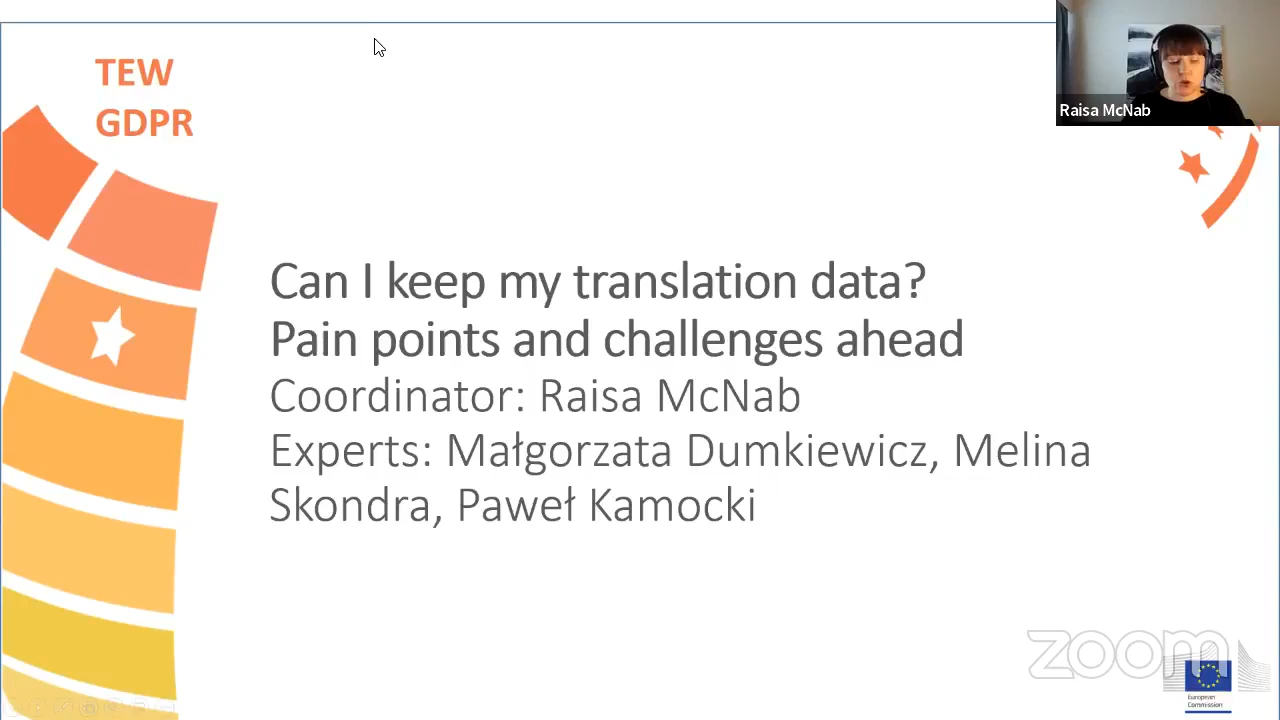 TEW
GDPR
Raisa McNab
Can I keep my translation data?
Pain points and challenges ahead
Coordinator: Raisa McNab
Experts: Małgorzata Dumkiewicz, Melina
Skondra, Paweł Kamocki
zoom
European
Commission